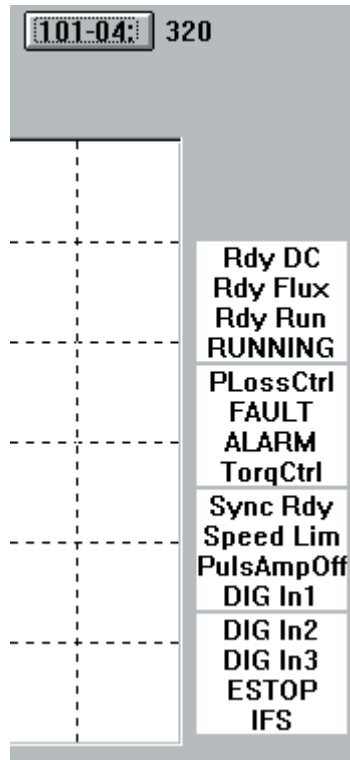 101-04: 320
Rdy DC
Rdy Flux
Rdy Run
RUNNING
PLossCtrl
FAULT
ALARM
TorqCtrl
Sync Rdy
Speed Lim
PulsAmpOff
DIG In1
DIG In2
DIG In3
ESTOP
IFS